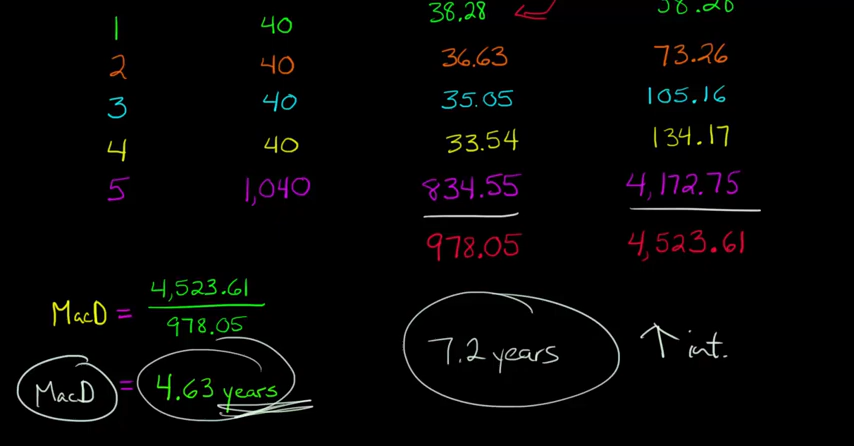 1 40 38.28 38.28
2 40 36.63 73.26
3 40 35.05 105.16
4 40 33.54 134.17
5 1,040 834.55 4,172.75
978.05 4,523.61
MacD = 4,523.61
978.05
MacD = 4.63 years
7.2 years ↑ int.